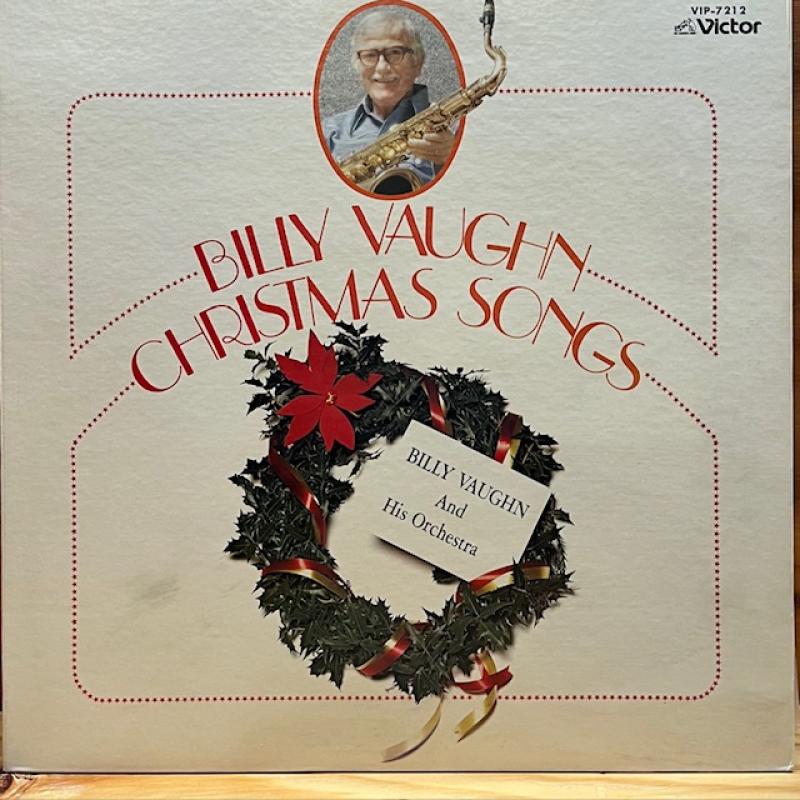 VIP-7212
Victor
BILLY VAUGHN
CHRISTMAS SONGS
BILLY VAUGHN
And
His Orchestra